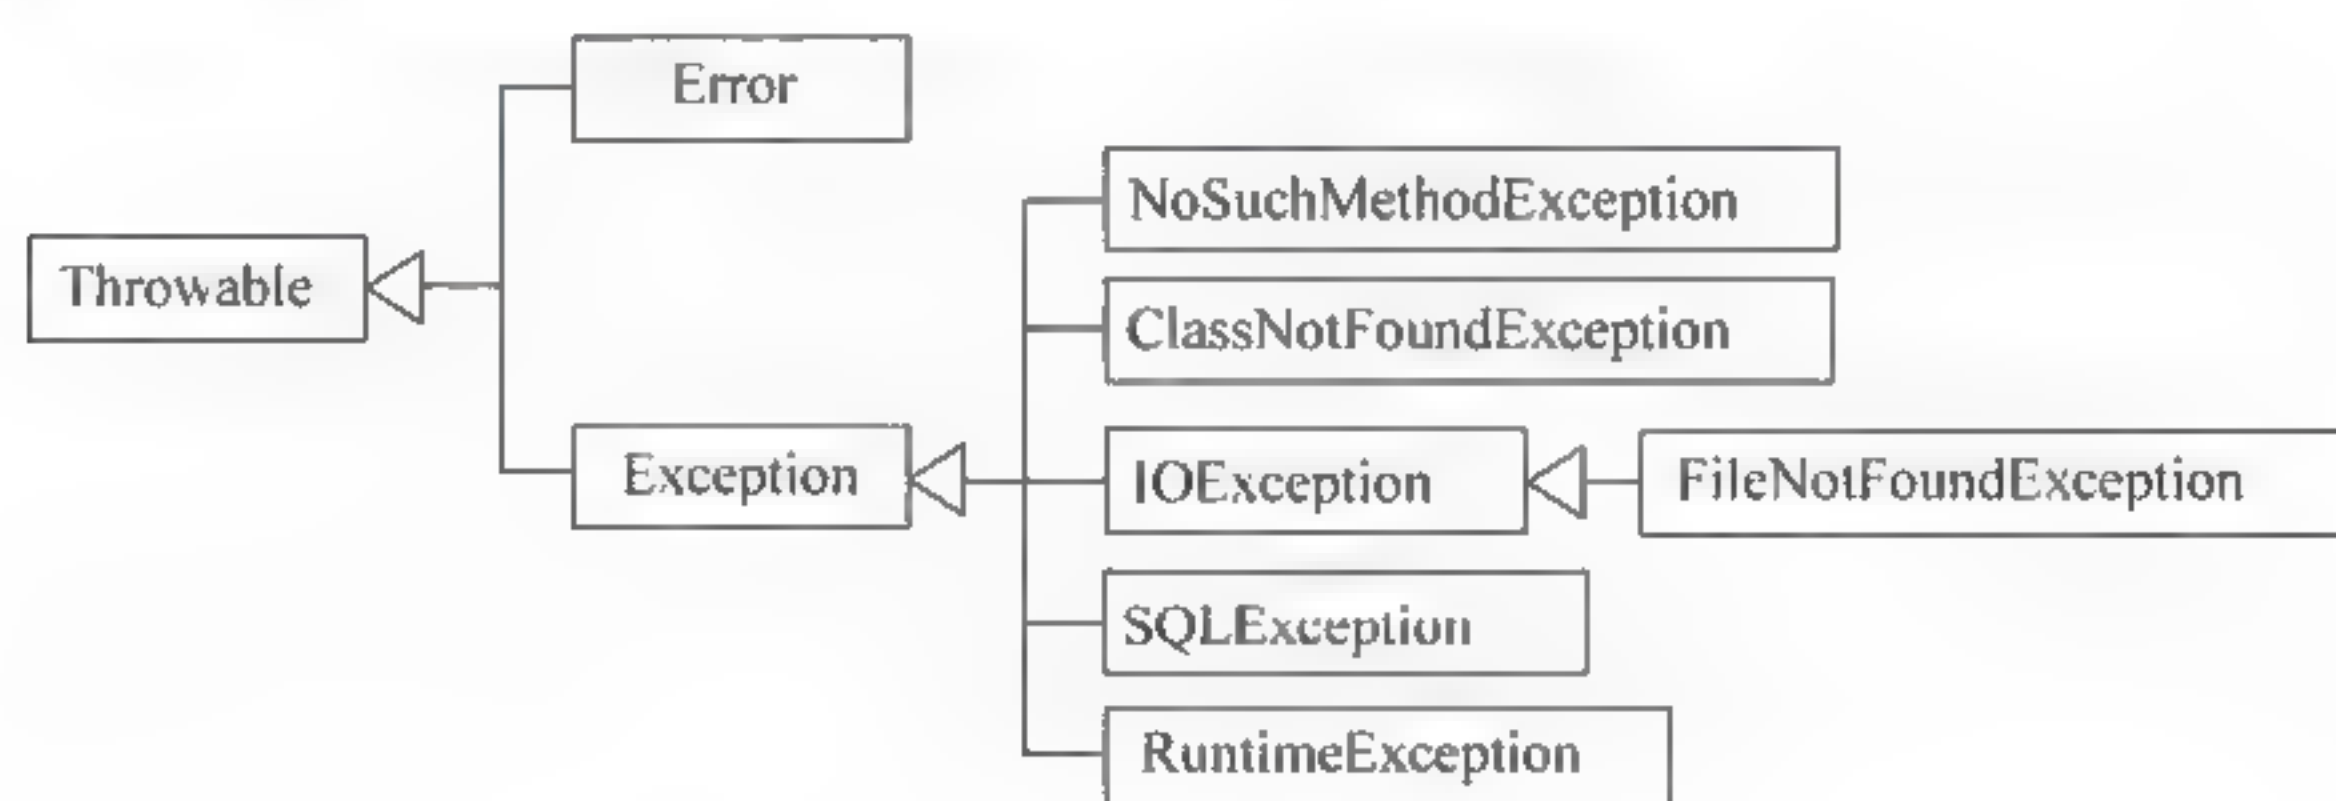 Error
NoSuchMethodException
Throwable
ClassNotFoundException
Exception
IOException
FileNotFoundException
SQLException
RuntimeException